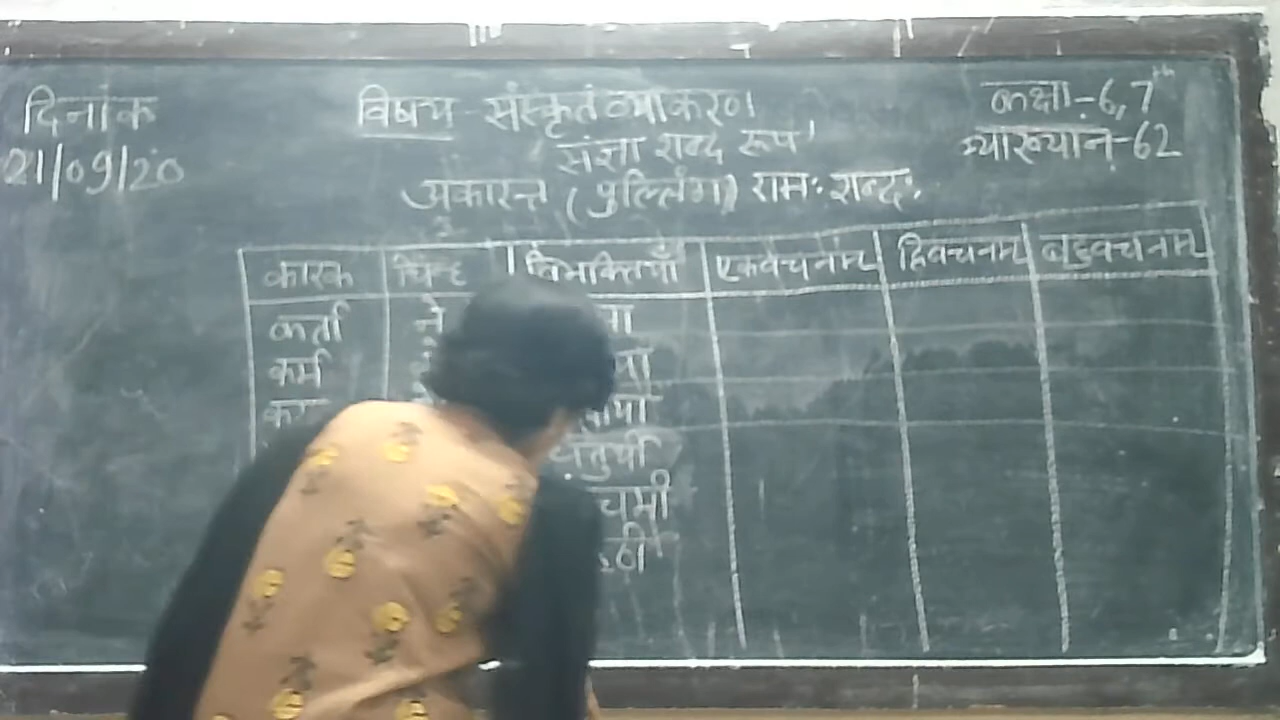 दिनांक
21/09/20
विषय - संस्कृतं व्याकरण
संज्ञा शब्द रूप
अकारान्त (पुल्लिंग) रामः शब्दः
कक्षा - 6, 7th
व्याख्यान - 62
कारक चिन्ह विभक्तियाँ एकवचनम् द्विवचनम् बहुवचनम्
कर्ता ने
कर्म
चतुर्थी